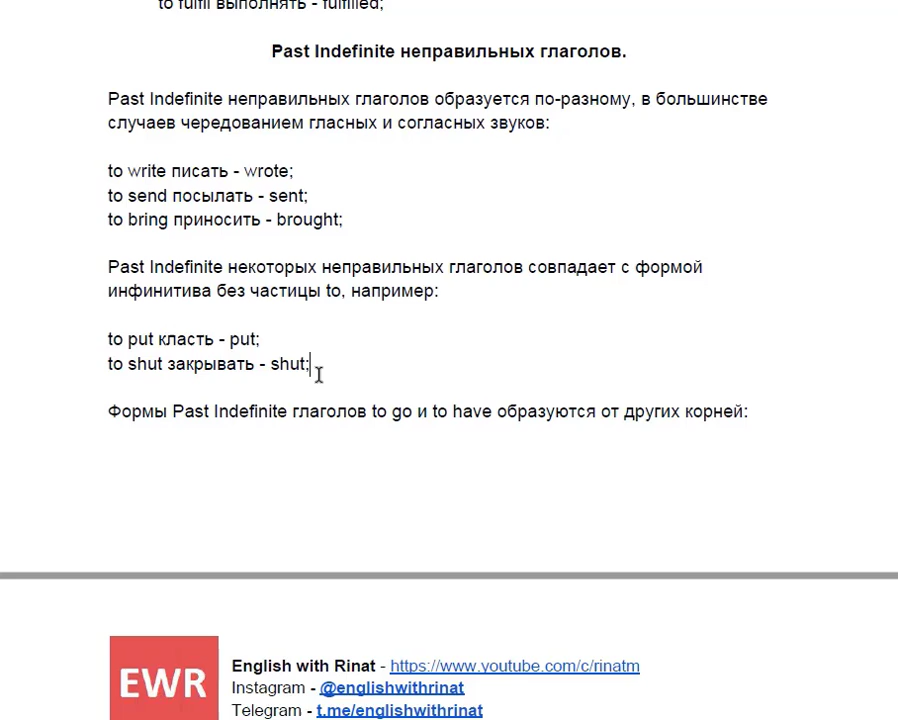 to fulfil выполнять - fulfilled;
Past Indefinite неправильных глаголов.
Past Indefinite неправильных глаголов образуется по-разному, в большинстве
случаев чередованием гласных и согласных звуков:
to write писать - wrote;
to send посылать - sent;
to bring приносить - brought;
Past Indefinite некоторых неправильных глаголов совпадает с формой
инфинитива без частицы to, например:
to put класть - put;
to shut закрывать - shut;
Формы Past Indefinite глаголов to go и to have образуются от других корней:
EWR
English with Rinat - https://www.youtube.com/c/rinatm
Instagram - @englishwithrinat
Telegram - t.me/englishwithrinat